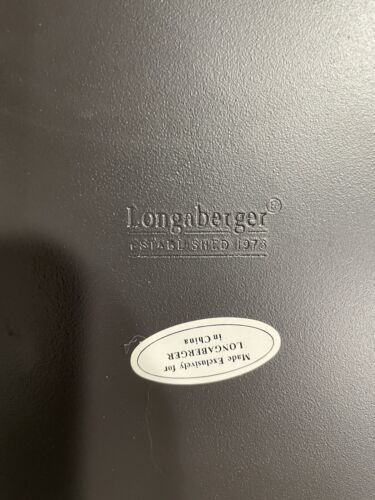 Longaberger®
ESTABLISHED 1973
Made Exclusively for
LONGABERGER
in China